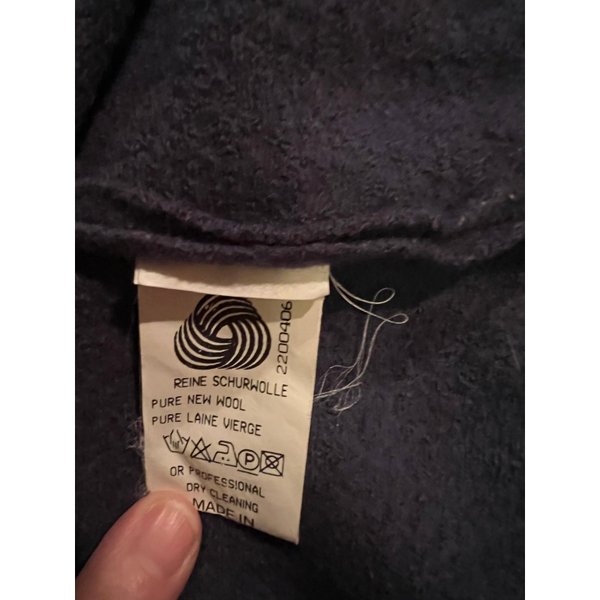 2200406
REINE SCHURWOLLE
PURE NEW WOOL
PURE LAINE VIERGE
P
OR PROFESSIONAL
DRY CLEANING
MADE IN